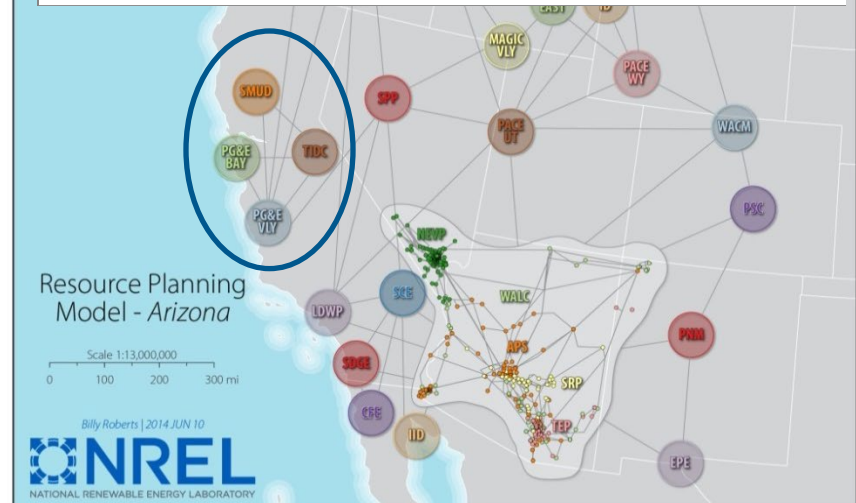 EAST
ID
MAGIC
VLY
PACE
WY
SMUD
SPP
PACE
UT
WACM
PG&E
BAY
TIDC
PSC
PG&E
VLY
NEVP
Resource Planning
Model - Arizona
SCE
WALC
LDWP
PNM
APS
Scale 1:13,000,000
SDGE
0 100 200 300 mi
SRP
CFE
TEP
Billy Roberts | 2014 JUN 10
IID
NREL
EPE
NATIONAL RENEWABLE ENERGY LABORATORY